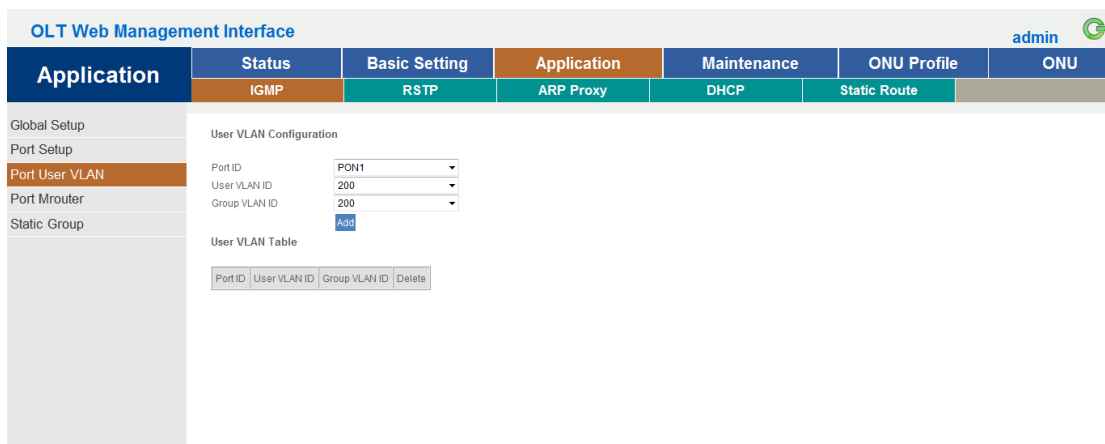 OLT Web Management Interface
admin
Application
Status Basic Setting Application Maintenance ONU Profile ONU
IGMP RSTP ARP Proxy DHCP Static Route
Global Setup
Port Setup
Port User VLAN
Port Mrouter
Static Group
User VLAN Configuration
Port ID PON1
User VLAN ID 200
Group VLAN ID 200
Add
User VLAN Table
Port ID User VLAN ID Group VLAN ID Delete